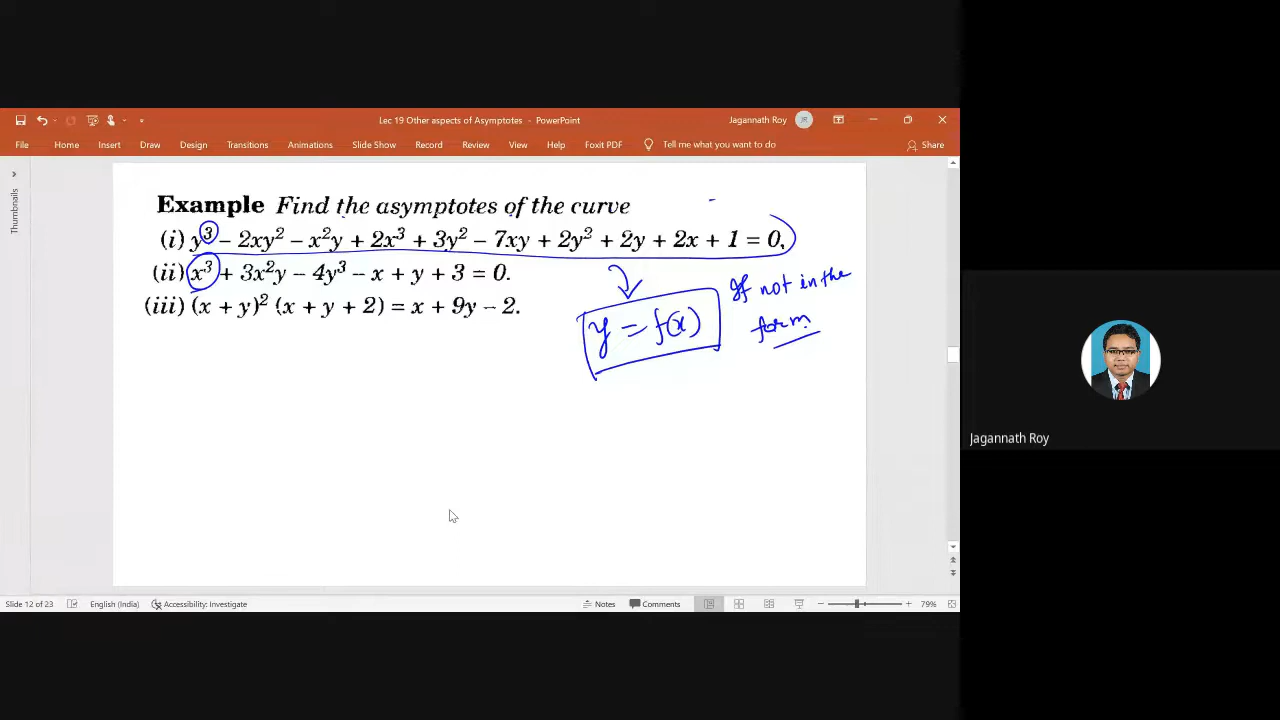 Lec 19 Other aspects of Asymptotes - PowerPoint
Jagannath Roy
JR
File Home Insert Draw Design Transitions Animations Slide Show Record Review View Help Foxit PDF Tell me what you want to do Share
Thumbnails
Example Find the asymptotes of the curve
(i) y³ – 2xy² – x²y + 2x³ + 3y² – 7xy + 2y² + 2y + 2x + 1 = 0,
(ii) x³ + 3x²y – 4y³ – x + y + 3 = 0.
(iii) (x + y)² (x + y + 2) = x + 9y – 2.
y = f(x)
If not in the
form
Jagannath Roy
Slide 12 of 23 English (India) Accessibility: Investigate Notes Comments 79%